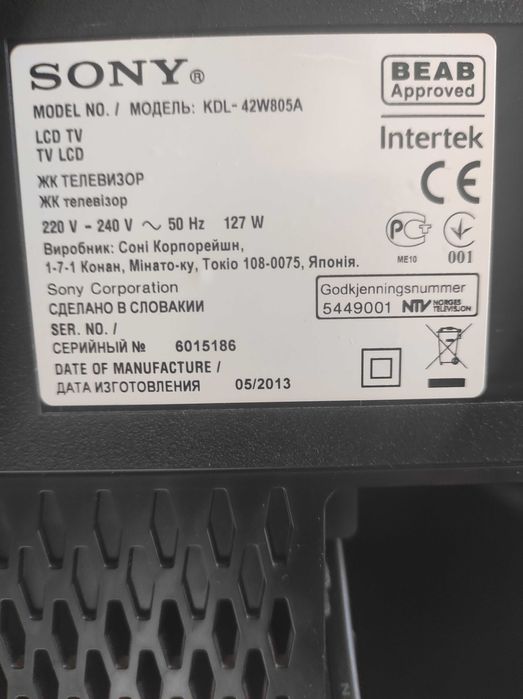 SONY®
BEAB
Approved
MODEL NO. / МОДЕЛЬ: KDL- 42W805A
LCD TV
TV LCD
Intertek
ЖК ТЕЛЕВИЗОР
ЖК телевізор
CE
220 V - 240 V ~ 50 Hz 127 W
Виробник: Соні Корпорейшн,
1-7-1 Конан, Мінато-ку, Токіо 108-0075, Японія.
РСТ
ME10
001
Sony Corporation
СДЕЛАНО В СЛОВАКИИ
Godkjenningsnummer
5449001 NTV NORGES
TELEVISJON
SER. NO. /
СЕРИЙНЫЙ № 6015186
DATE OF MANUFACTURE /
ДАТА ИЗГОТОВЛЕНИЯ 05/2013